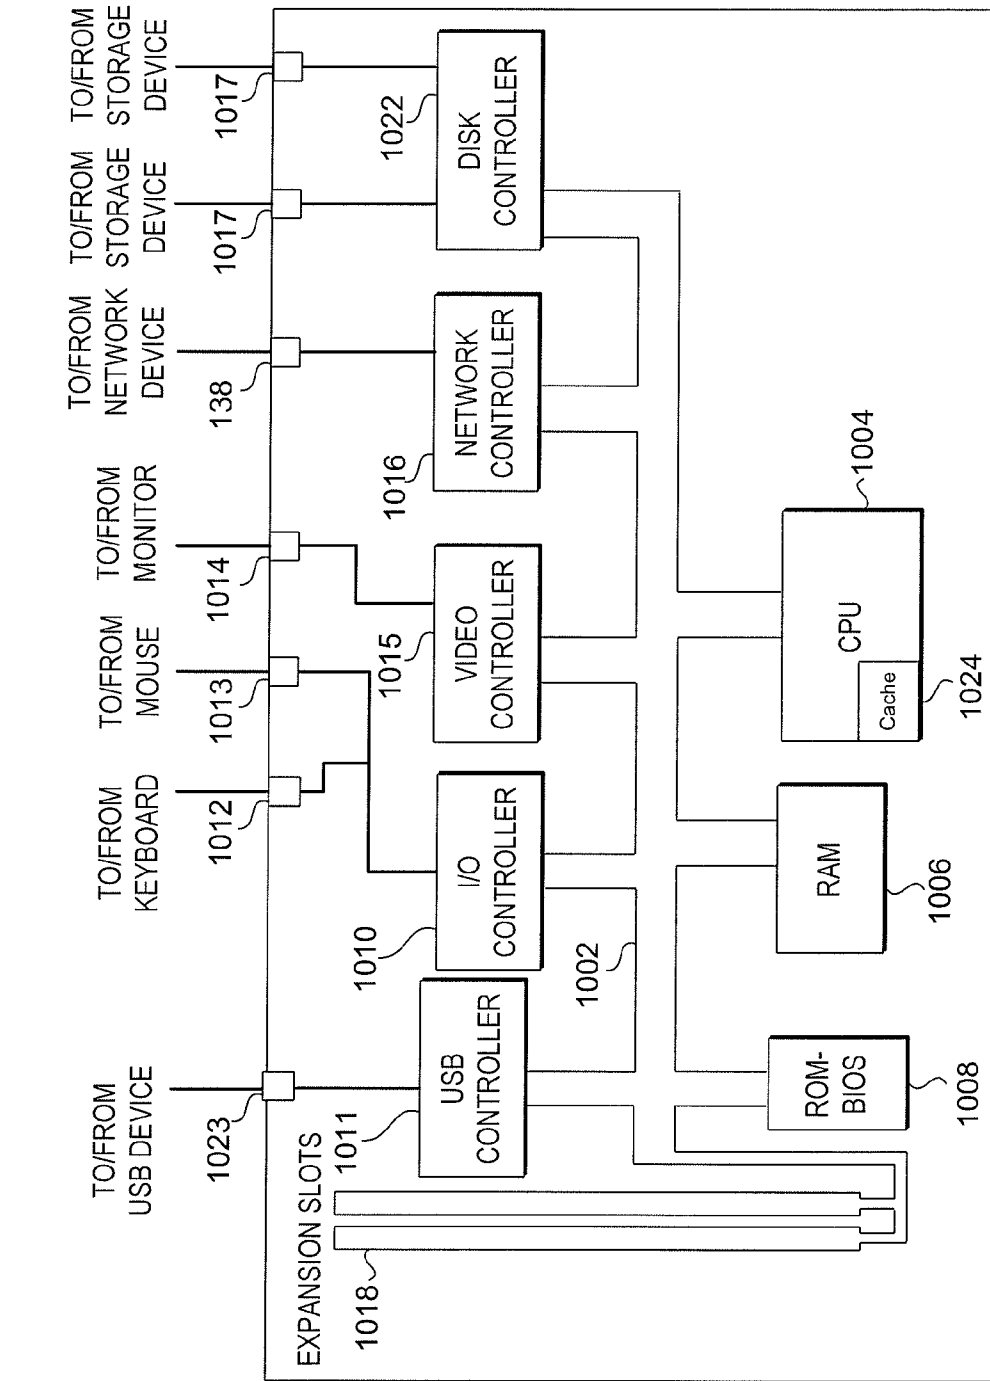 TO/FROM
USB DEVICE
TO/FROM
KEYBOARD
TO/FROM
MOUSE
TO/FROM
MONITOR
TO/FROM
NETWORK
DEVICE
TO/FROM
STORAGE
DEVICE
TO/FROM
STORAGE
DEVICE
1023
1012
1013
1014
138
1017
1017
EXPANSION SLOTS
1018
1011
USB
CONTROLLER
1010
I/O
CONTROLLER
1015
VIDEO
CONTROLLER
1016
NETWORK
CONTROLLER
1022
DISK
CONTROLLER
1002
ROM-
BIOS
1008
RAM
1006
CPU
Cache
1024
1004